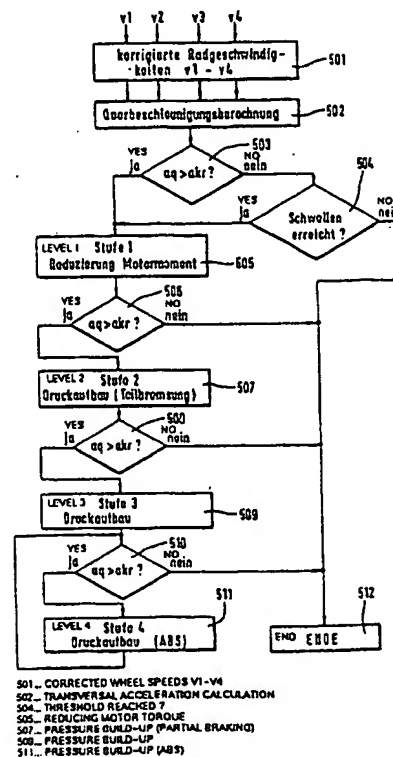 v1 v2 v3 v4
korrigierte Radgeschwindig-
keiten v1 - v4
501
Querbeschleunigungsberechnung
502
503
YES
ja
NO
nein
aq>akr ?
504
YES
ja
NO
nein
Schwellen
erreicht ?
LEVEL 1 Stufe 1
Reduzierung Motormoment
505
506
YES
ja
NO
nein
aq>akr ?
LEVEL 2 Stufe 2
Druckaufbau (Teilbremsung)
507
508
YES
ja
NO
nein
aq>akr ?
LEVEL 3 Stufe 3
Druckaufbau
509
510
YES
ja
NO
nein
aq>akr ?
511
LEVEL 4 Stufe 4
Druckaufbau (ABS)
512
END ENDE
501... CORRECTED WHEEL SPEEDS V1-V4
502... TRANSVERSAL ACCELERATION CALCULATION
504... THRESHOLD REACHED ?
505... REDUCING MOTOR TORQUE
507... PRESSURE BUILD-UP (PARTIAL BRAKING)
509... PRESSURE BUILD-UP
511... PRESSURE BUILD-UP (ABS)